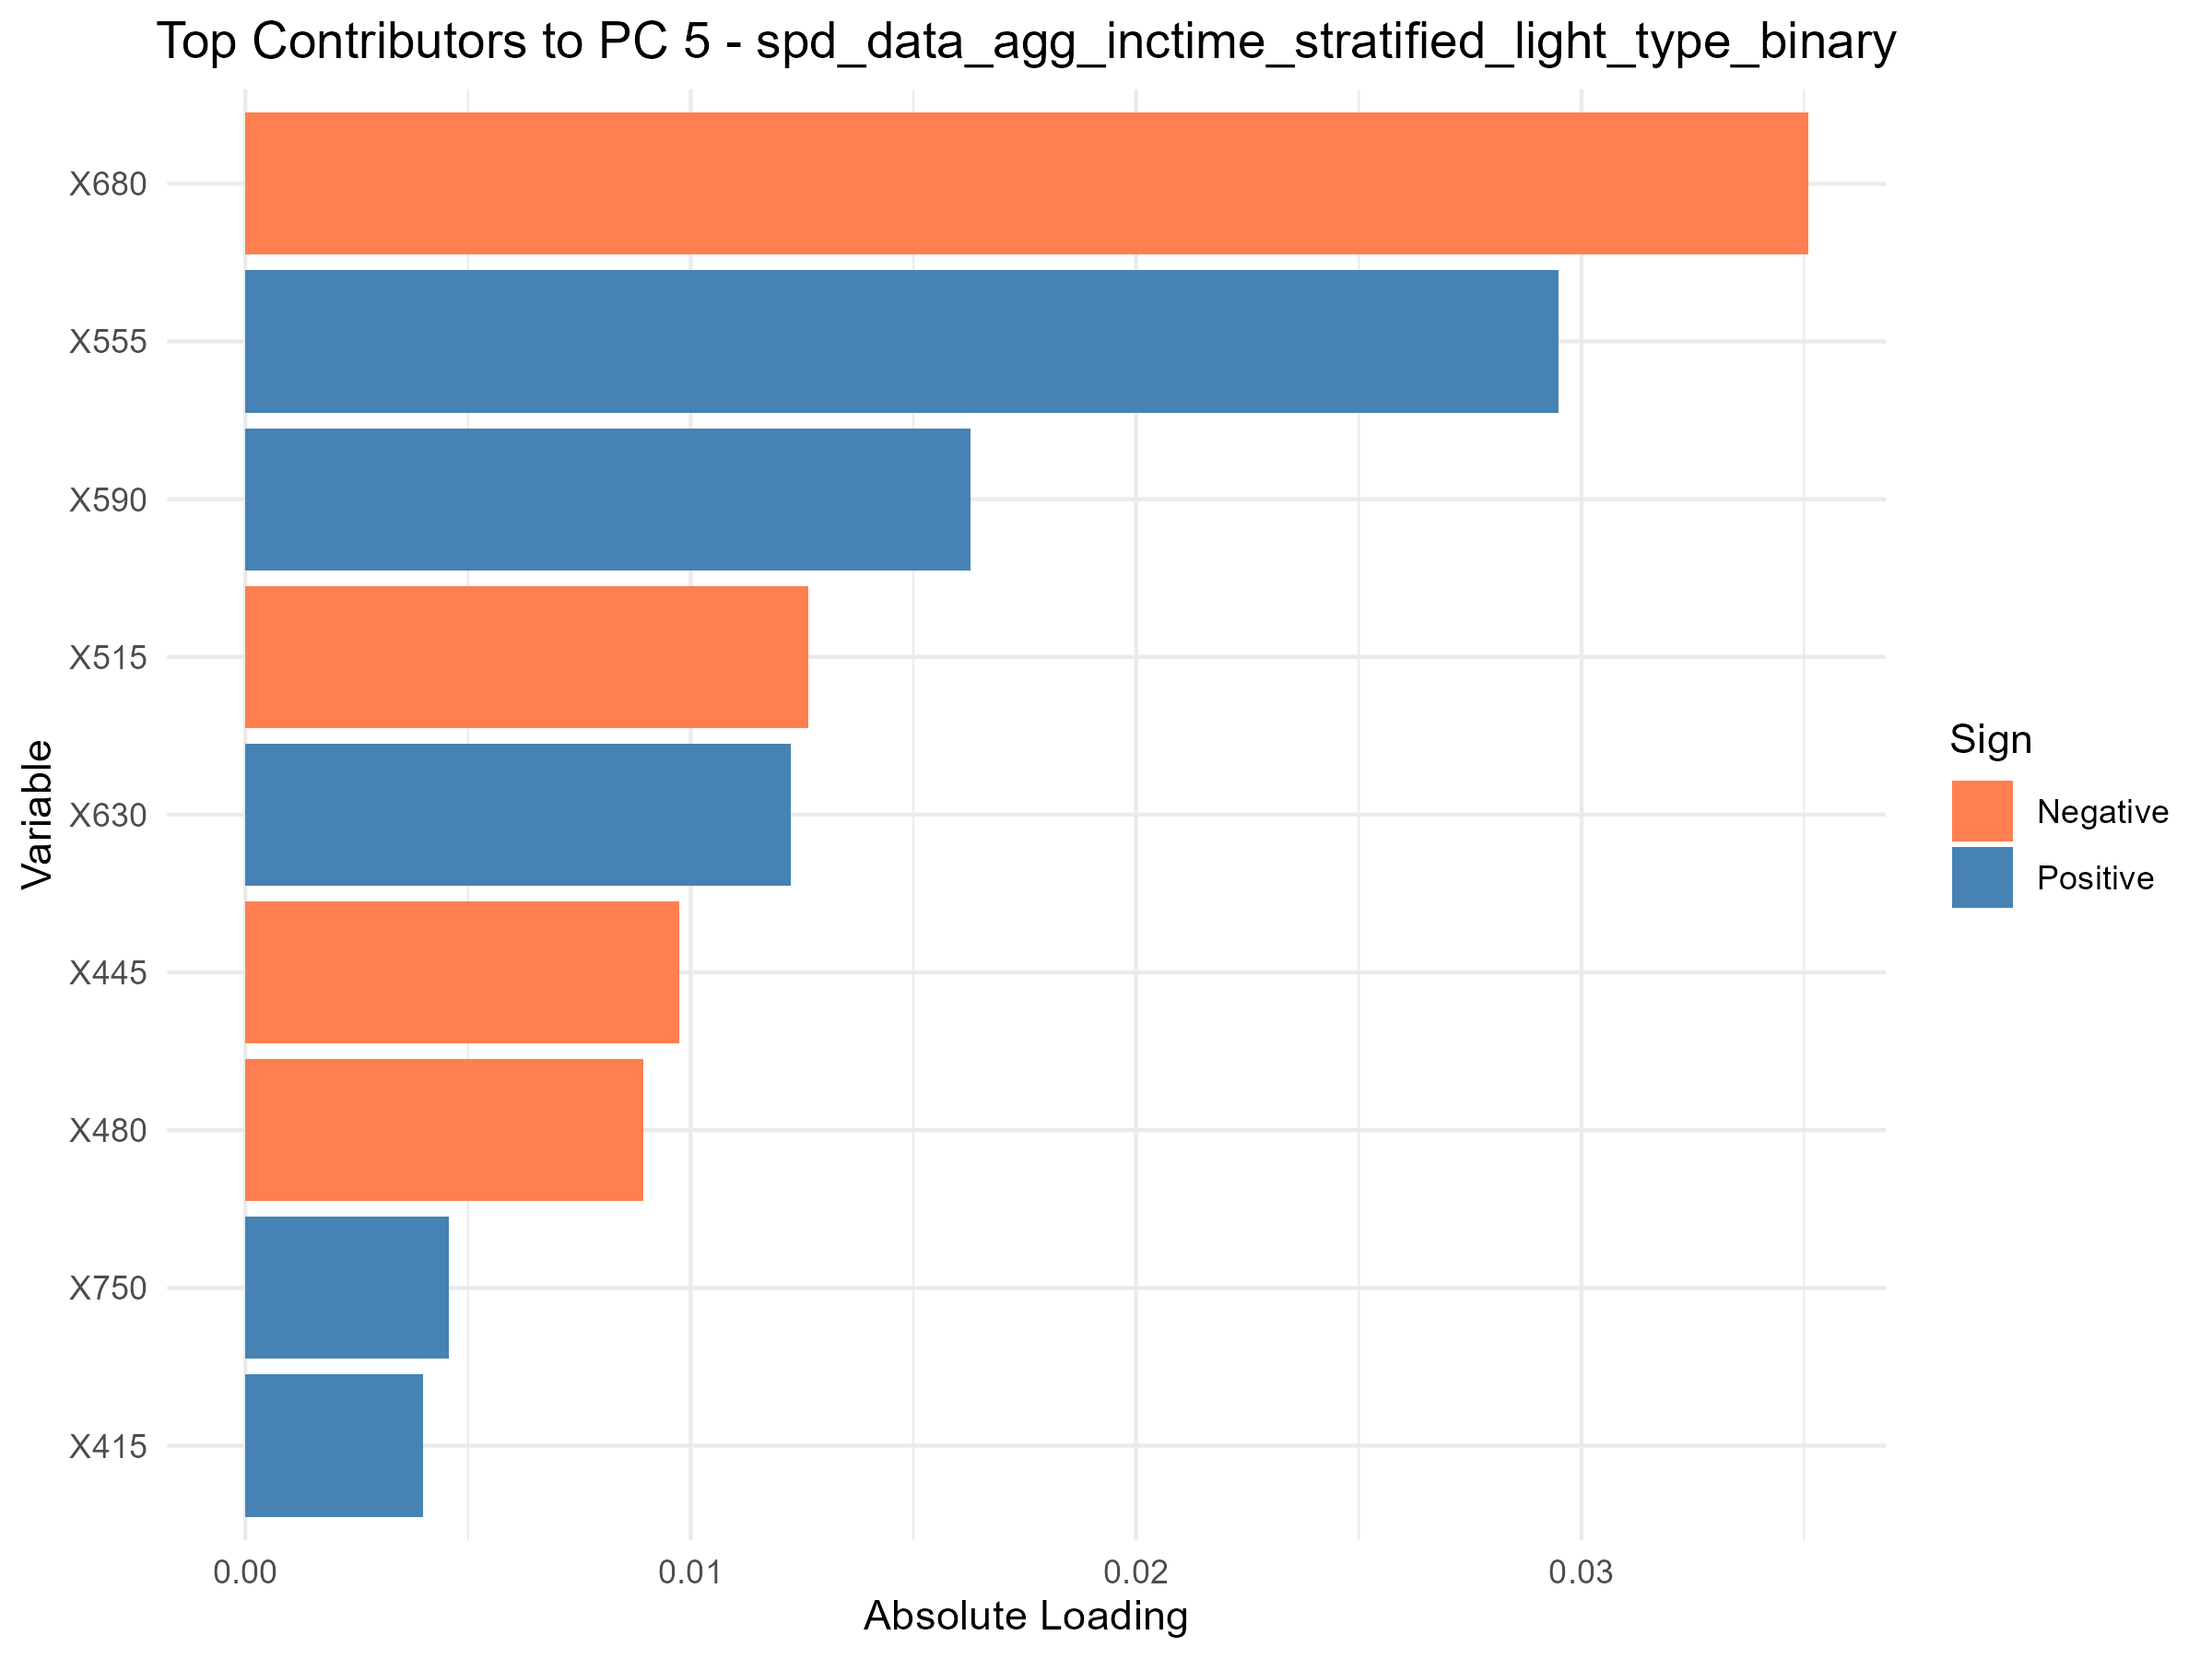 Top Contributors to PC 5 - spd_data_agg_inctime_stratified_light_type_binary
X680
X555
X590
X515
X630
X445
X480
X750
X415
Variable
0.00
0.01
0.02
0.03
Absolute Loading
Sign
Negative
Positive